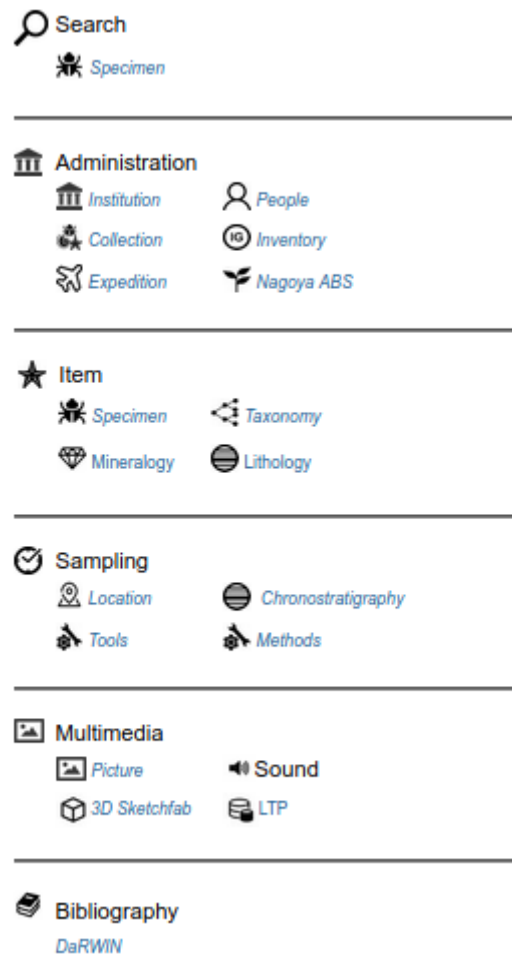 Search
Specimen
Administration
Institution People
Collection IG Inventory
Expedition Nagoya ABS
Item
Specimen Taxonomy
Mineralogy Lithology
Sampling
Location Chronostratigraphy
Tools Methods
Multimedia
Picture Sound
3D Sketchfab LTP
Bibliography
DaRWIN